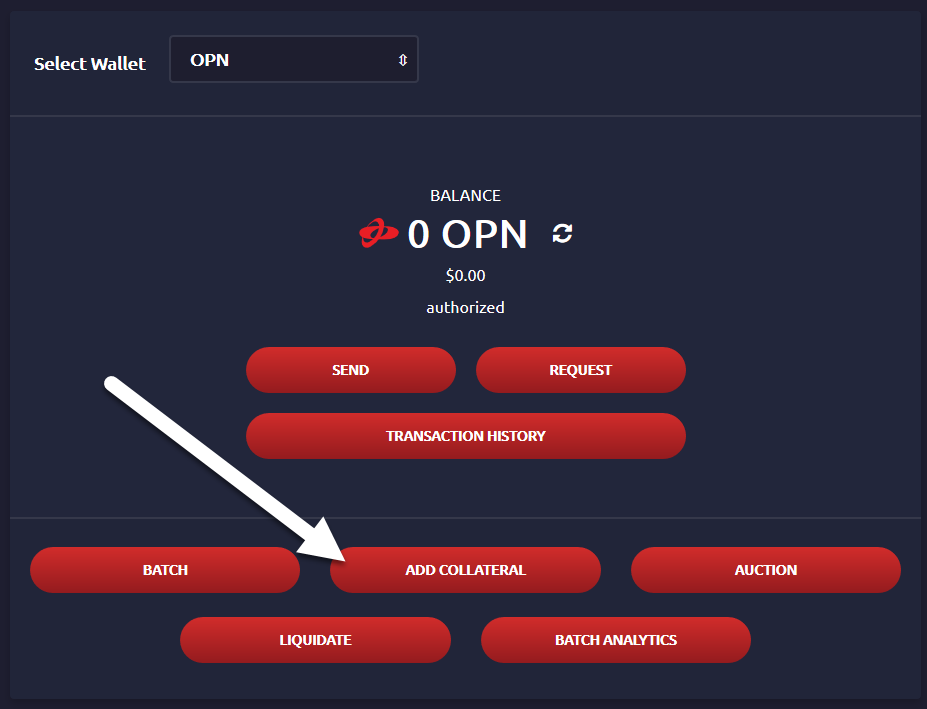 Select Wallet OPN
BALANCE
0 OPN
$0.00
authorized
SEND REQUEST
TRANSACTION HISTORY
BATCH ADD COLLATERAL AUCTION
LIQUIDATE BATCH ANALYTICS